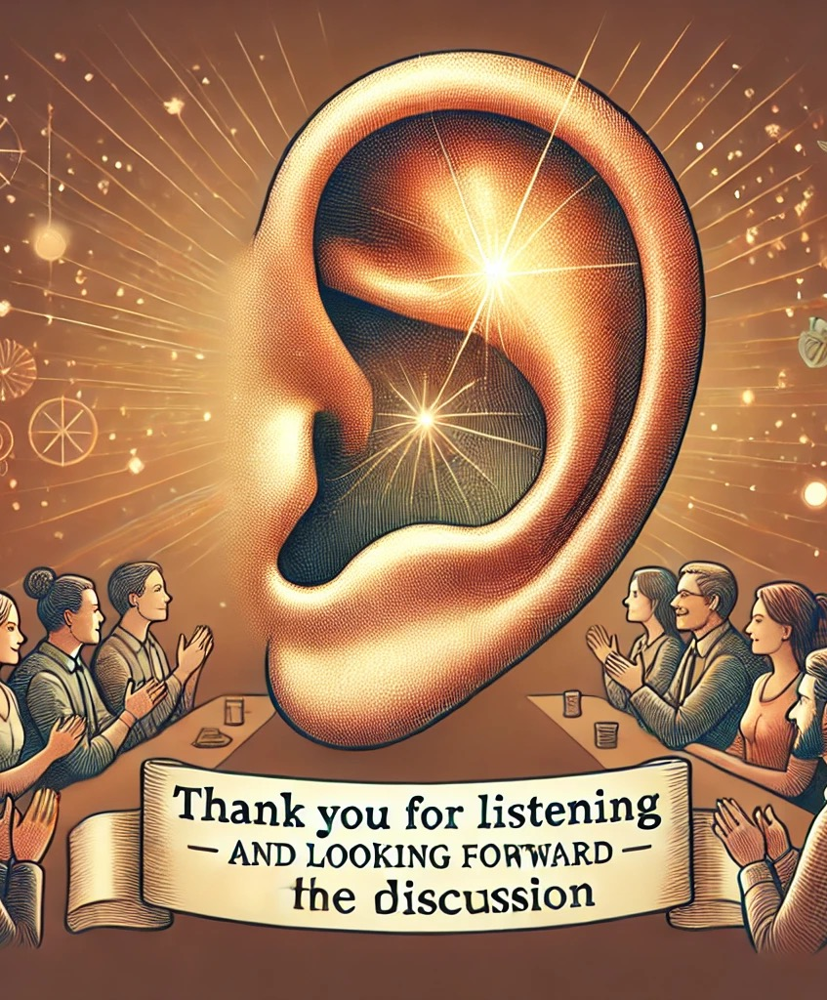 Thank you for listening
— AND LOOKING FORWARD —
the discussion